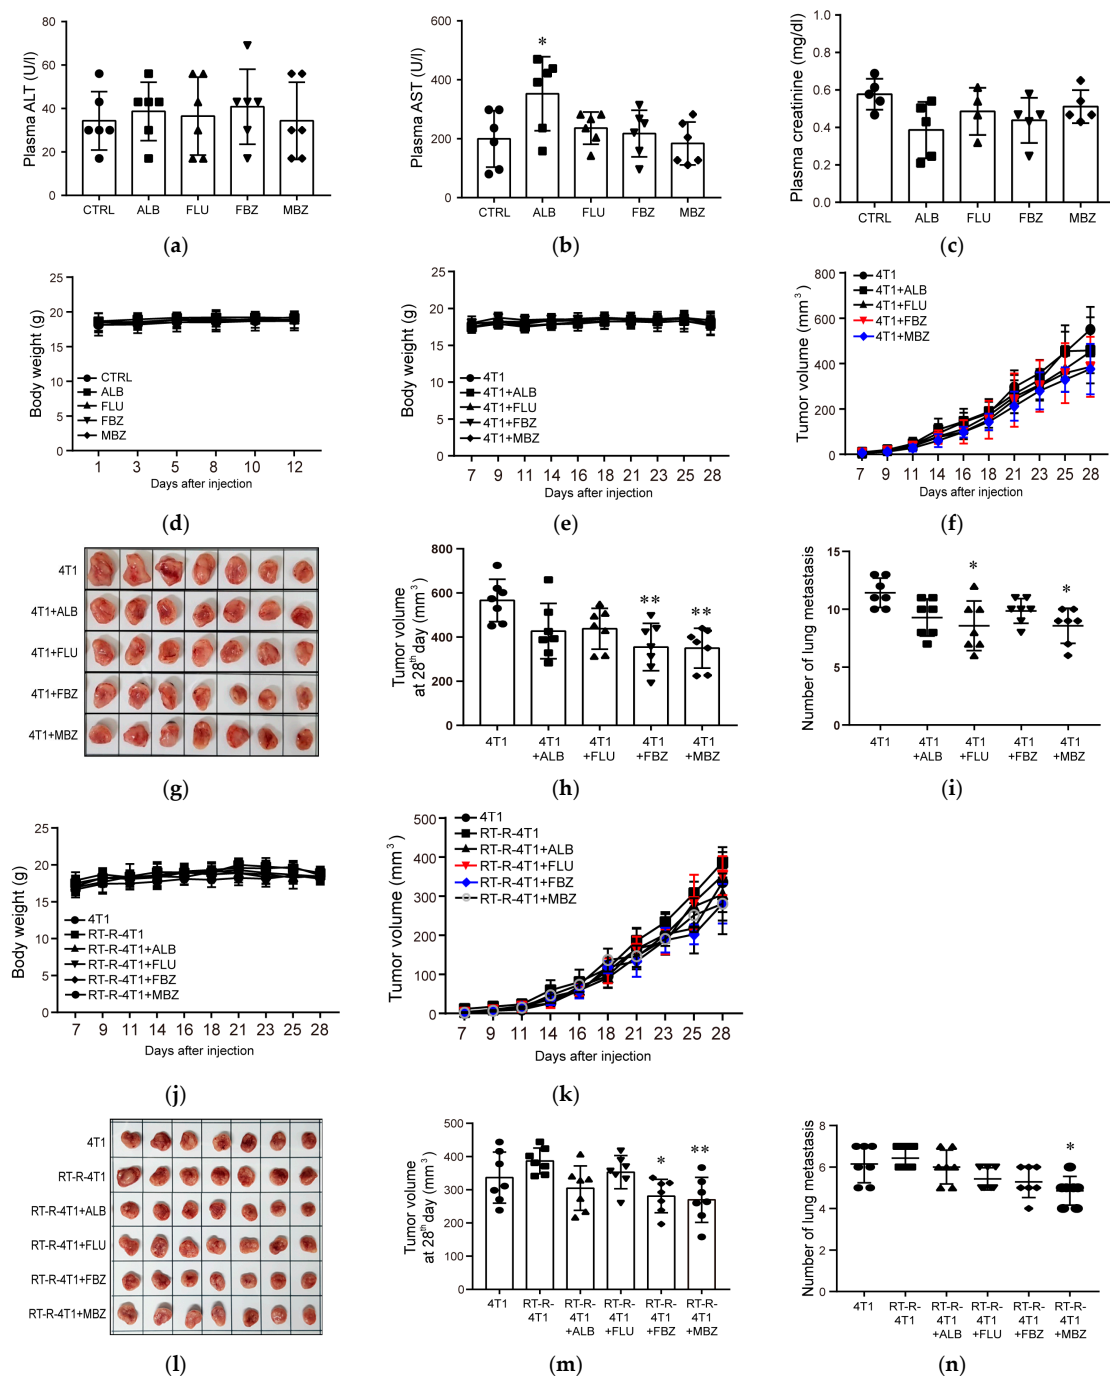 80
60
40
20
0
Plasma ALT (U/l)
CTRL ALB FLU FBZ MBZ
(a)
600
400
200
0
Plasma AST (U/l)
*
CTRL ALB FLU FBZ MBZ
(b)
1.0
0.8
0.6
0.4
0.2
0.0
Plasma creatinine (mg/dl)
CTRL ALB FLU FBZ MBZ
(c)
25
20
15
10
5
0
Body weight (g)
CTRL
ALB
FLU
FBZ
MBZ
1 3 5 8 10 12
Days after injection
(d)
25
20
15
10
5
0
Body weight (g)
4T1
4T1+ALB
4T1+FLU
4T1+FBZ
4T1+MBZ
7 9 11 14 16 18 21 23 25 28
Days after injection
(e)
800
600
400
200
0
Tumor volume (mm³)
4T1
4T1+ALB
4T1+FLU
4T1+FBZ
4T1+MBZ
7 9 11 14 16 18 21 23 25 28
Days after injection
(f)
4T1
4T1+ALB
4T1+FLU
4T1+FBZ
4T1+MBZ
(g)
800
600
400
200
0
Tumor volume
at 28th day (mm³)
**
**
4T1
4T1
+ALB
4T1
+FLU
4T1
+FBZ
4T1
+MBZ
(h)
15
10
5
0
Number of lung metastasis
*
*
4T1
4T1
+ALB
4T1
+FLU
4T1
+FBZ
4T1
+MBZ
(i)
25
20
15
10
5
0
Body weight (g)
4T1
RT-R-4T1
RT-R-4T1+ALB
RT-R-4T1+FLU
RT-R-4T1+FBZ
RT-R-4T1+MBZ
7 9 11 14 16 18 21 23 25 28
Days after injection
(j)
500
400
300
200
100
0
Tumor volume (mm³)
4T1
RT-R-4T1
RT-R-4T1+ALB
RT-R-4T1+FLU
RT-R-4T1+FBZ
RT-R-4T1+MBZ
7 9 11 14 16 18 21 23 25 28
Days after injection
(k)
4T1
RT-R-4T1
RT-R-4T1+ALB
RT-R-4T1+FLU
RT-R-4T1+FBZ
RT-R-4T1+MBZ
(l)
500
400
300
200
100
0
Tumor volume
at 28th day (mm³)
*
**
4T1
RT-R-
4T1
RT-R-
4T1
+ALB
RT-R-
4T1
+FLU
RT-R-
4T1
+FBZ
RT-R-
4T1
+MBZ
(m)
8
6
4
2
0
Number of lung metastasis
*
4T1
RT-R-
4T1
RT-R-
4T1
+ALB
RT-R-
4T1
+FLU
RT-R-
4T1
+FBZ
RT-R-
4T1
+MBZ
(n)